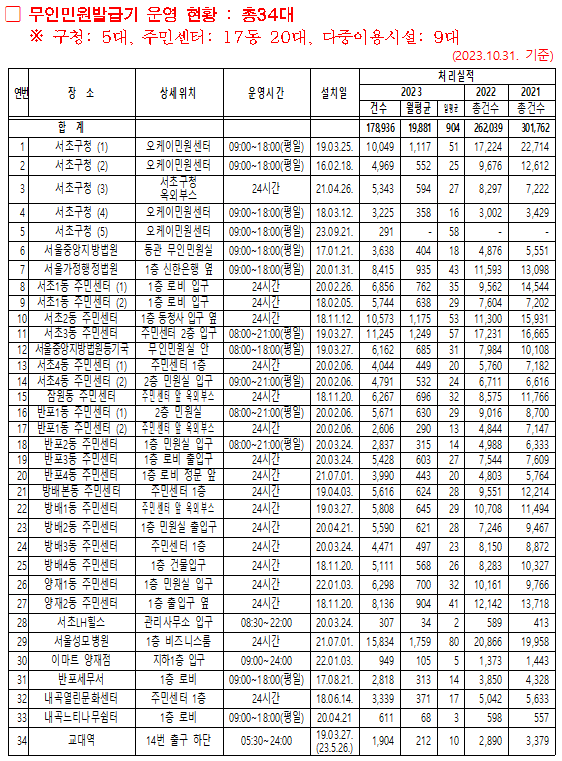 □ 무인민원발급기 운영 현황 : 총34대
※ 구청: 5대, 주민센터: 17동 20대, 다중이용시설: 9대
(2023.10.31. 기준)
연번 장 소 상세위치 운영시간 설치일 처리실적
2023 2022 2021
건수 월평균 일평균 총건수 총건수
합 계 178,936 19,881 904 262,039 301,762
1 서초구청 (1) 오케이민원센터 09:00~18:00(평일) 19.03.25. 10,049 1,117 51 17,224 22,714
2 서초구청 (2) 오케이민원센터 09:00~18:00(평일) 16.02.18. 4,969 552 25 9,676 12,612
3 서초구청 (3) 서초구청 옥외부스 24시간 21.04.26. 5,343 594 27 8,297 7,222
4 서초구청 (4) 오케이민원센터 09:00~18:00(평일) 18.03.12. 3,225 358 16 3,002 3,429
5 서초구청 (5) 오케이민원센터 09:00~18:00(평일) 23.09.21. 291 - 58 - -
6 서울중앙지방법원 동관 무인민원실 09:00~18:00(평일) 17.01.21. 3,638 404 18 4,876 5,551
7 서울가정행정법원 1층 신한은행 옆 09:00~18:00(평일) 20.01.31. 8,415 935 43 11,593 13,098
8 서초1동 주민센터 (1) 1층 로비 입구 24시간 20.02.26. 6,856 762 35 9,562 14,544
9 서초1동 주민센터 (2) 1층 로비 입구 24시간 18.02.05. 5,744 638 29 7,604 7,202
10 서초2동 주민센터 1층 동청사 입구 옆 24시간 18.11.12. 10,573 1,175 53 11,300 15,931
11 서초3동 주민센터 주민센터 2층 입구 08:00~21:00(평일) 19.03.27. 11,245 1,249 57 17,231 16,665
12 서울중앙지방법원등기국 무인민원실 안 08:00~18:00(평일) 19.03.27. 6,162 685 31 7,984 10,108
13 서초4동 주민센터 (1) 주민센터 1층 24시간 20.02.06. 4,044 449 20 5,760 7,182
14 서초4동 주민센터 (2) 2층 민원실 입구 09:00~21:00(평일) 20.02.06. 4,791 532 24 6,711 6,616
15 잠원동 주민센터 주민센터 앞 옥외부스 24시간 18.11.20. 6,267 696 32 8,575 11,766
16 반포1동 주민센터 (1) 2층 민원실 08:00~21:00(평일) 20.02.06. 5,671 630 29 9,016 8,700
17 반포1동 주민센터 (2) 주민센터 앞 옥외부스 24시간 20.02.06. 2,606 290 13 4,844 7,147
18 반포2동 주민센터 1층 민원실 입구 08:00~21:00(평일) 20.03.24. 2,837 315 14 4,988 6,333
19 반포3동 주민센터 1층 로비 출입구 24시간 20.03.24. 5,428 603 27 7,544 7,609
20 반포4동 주민센터 1층 로비 정문 앞 24시간 21.07.01. 3,990 443 20 4,803 5,764
21 방배본동 주민센터 주민센터 1층 24시간 19.04.03. 5,616 624 28 9,551 12,214
22 방배1동 주민센터 주민센터 앞 옥외부스 24시간 19.03.27. 5,808 645 29 10,708 11,494
23 방배2동 주민센터 1층 민원실 출입구 24시간 20.04.21. 5,590 621 28 7,246 9,467
24 방배3동 주민센터 주민센터 1층 24시간 20.03.24. 4,471 497 23 8,150 8,872
25 방배4동 주민센터 1층 건물입구 24시간 18.11.20. 5,111 568 26 8,283 10,327
26 양재1동 주민센터 1층 민원실 입구 24시간 22.01.03. 6,298 700 32 10,161 9,766
27 양재2동 주민센터 1층 출입구 옆 24시간 18.11.20. 8,136 904 41 12,142 13,718
28 서초LH힐스 관리사무소 입구 08:30~22:00 20.03.24. 307 34 2 589 413
29 서울성모병원 1층 비즈니스룸 24시간 21.07.01. 15,834 1,759 80 20,866 19,958
30 이마트 양재점 지하1층 입구 09:00~24:00 22.01.03. 949 105 5 1,373 1,443
31 반포세무서 1층 로비 09:00~18:00(평일) 17.08.21. 2,818 313 14 3,850 4,328
32 내곡열린문화센터 주민센터 1층 24시간 18.06.14. 3,339 371 17 5,042 5,633
33 내곡느티나무쉼터 1층 로비 09:00~18:00(평일) 20.04.21 611 68 3 598 557
34 교대역 14번 출구 하단 05:30~24:00 19.03.27. (23.5.26.) 1,904 212 10 2,890 3,379